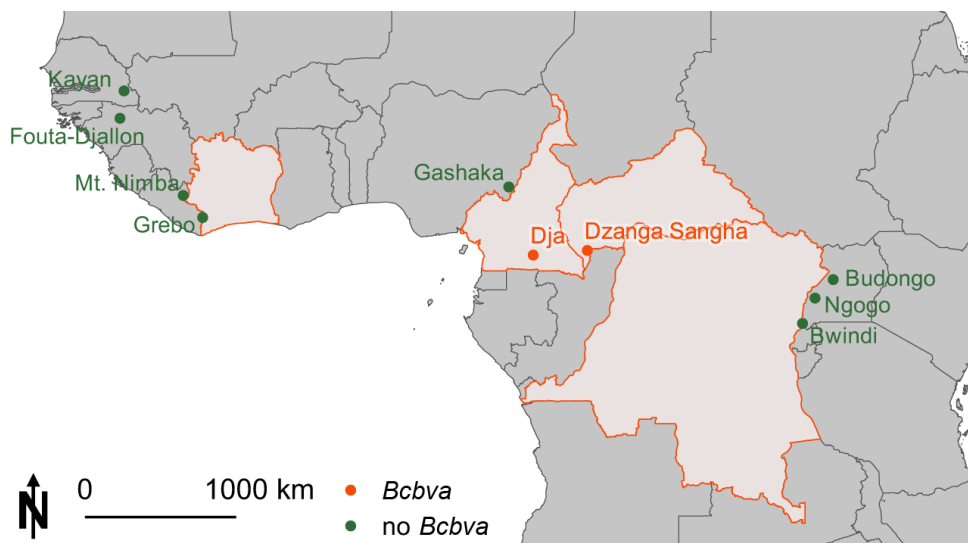 Kayan
Fouta-Djallon
Mt. Nimba
Grebo
Gashaka
Dja
Dzanga Sangha
Budongo
Ngogo
Bwindi
N
0 1000 km
Bcbva
no Bcbva